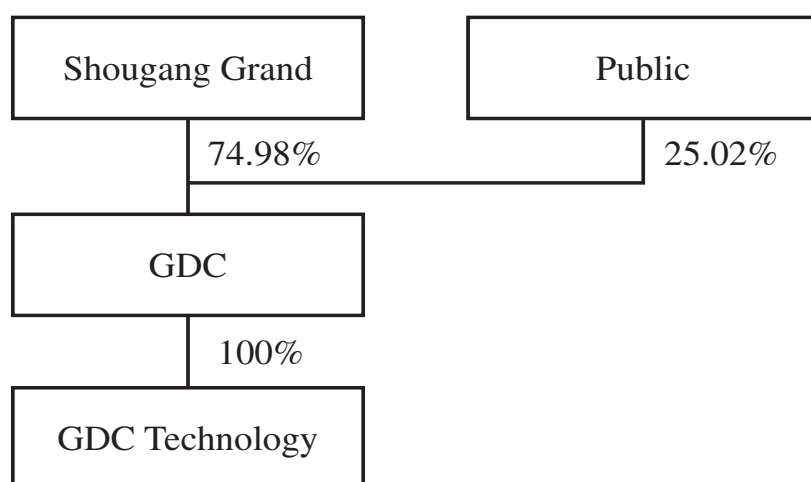 Shougang Grand
Public
74.98%
25.02%
GDC
100%
GDC Technology